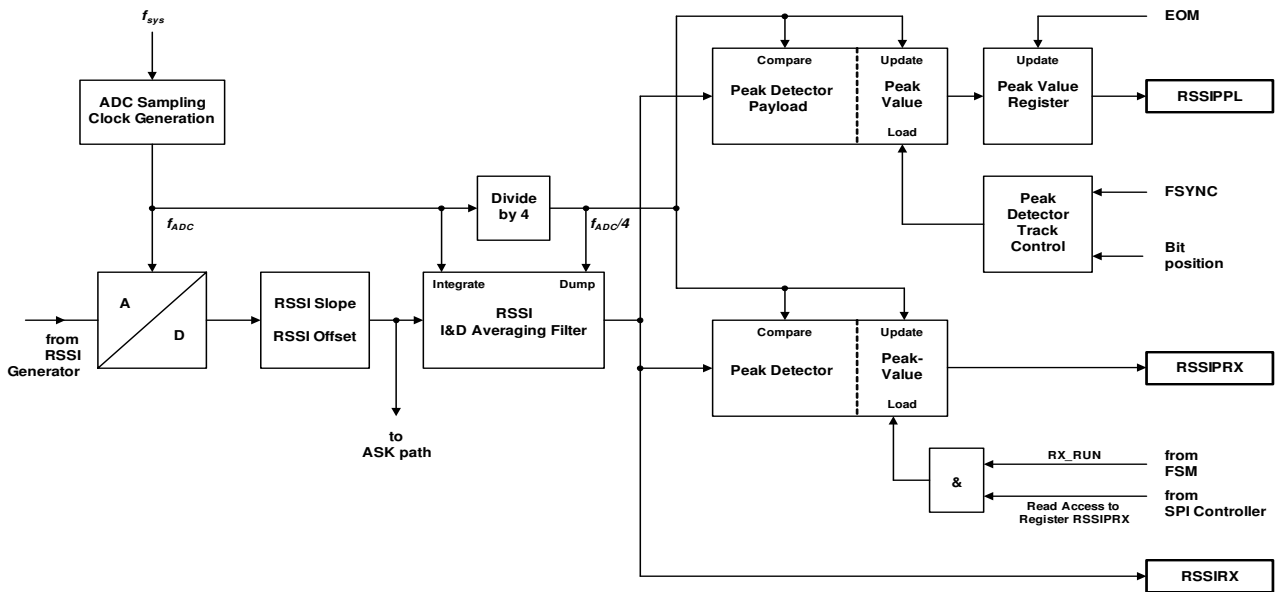 f_sys
EOM
Compare
Update
Update
ADC Sampling
Clock Generation
Peak Detector
Payload
Peak
Value
Peak Value
Register
RSSIPPL
Load
Divide
by 4
Peak
Detector
Track
Control
FSYNC
Bit
position
f_ADC
f_ADC/4
A
D
RSSI Slope
RSSI Offset
Integrate
Dump
RSSI
I&D Averaging Filter
from
RSSI
Generator
to
ASK path
Compare
Update
Peak Detector
Peak-
Value
Load
RSSIPRX
&
RX_RUN
from
FSM
Read Access to
Register RSSIPRX
from
SPI Controller
RSSIRX